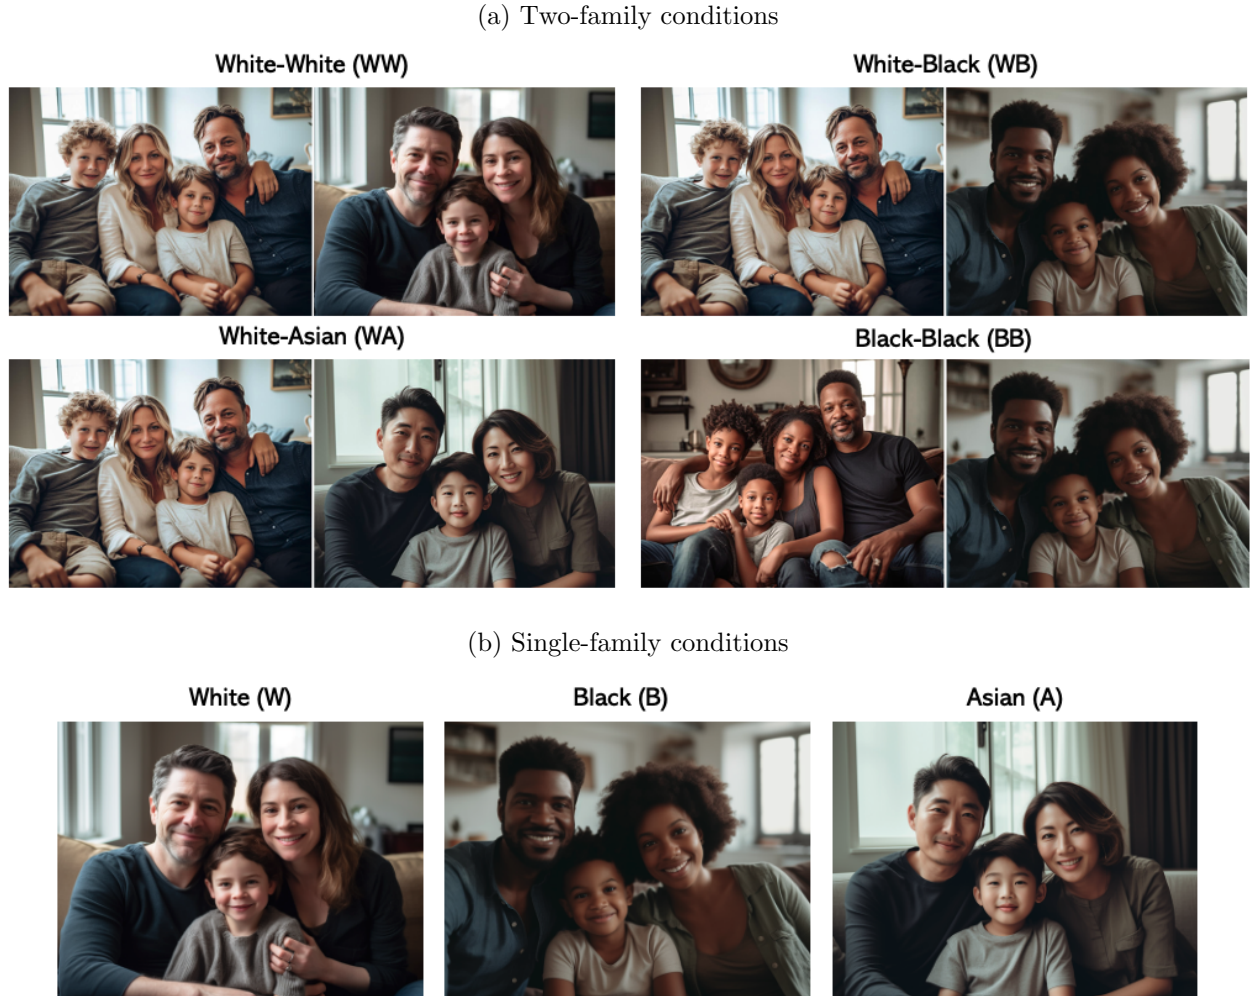 (a) Two-family conditions
White-White (WW)
White-Black (WB)
White-Asian (WA)
Black-Black (BB)
(b) Single-family conditions
White (W)
Black (B)
Asian (A)